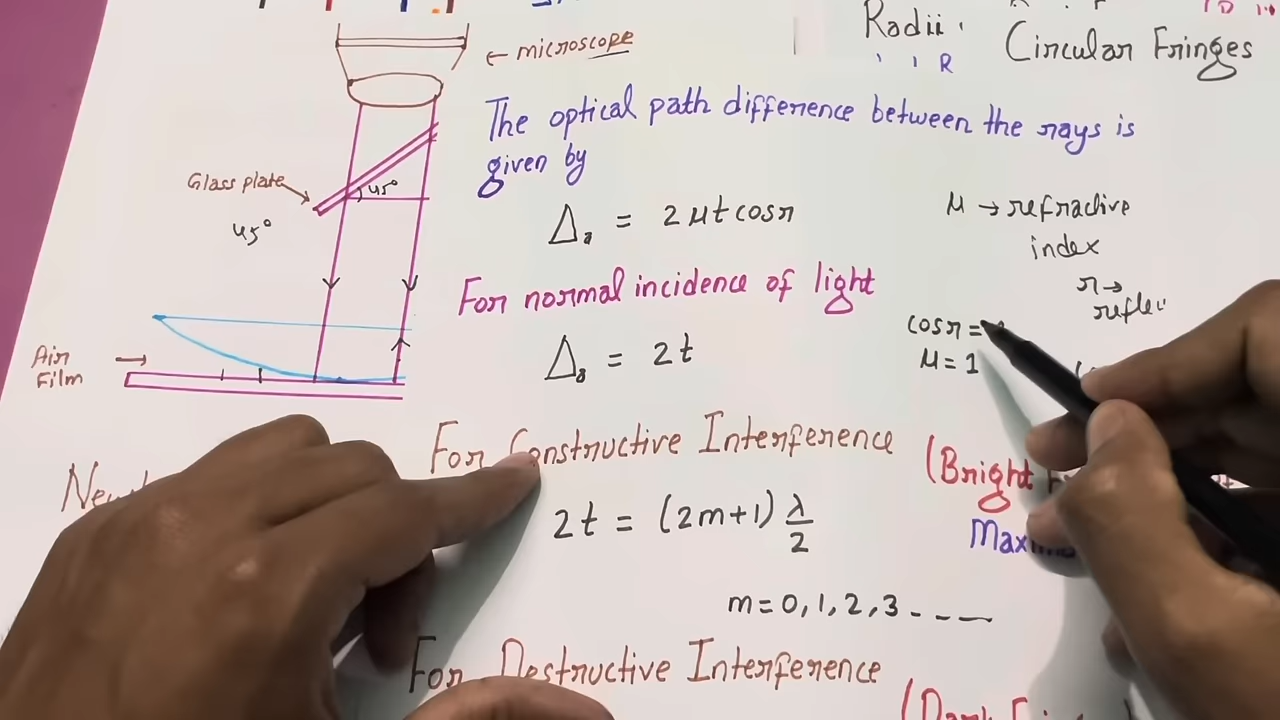 Radii
R
Circular Fringes
← microscope
The optical path difference between the rays is
given by
Glass plate
45°
45°
Δ = 2μt cosr
μ → refractive
index
r →
For normal incidence of light
cosr =
μ = 1
Δ = 2t
Air
Film
For Constructive Interference
(Bright
2t = (2m+1) λ/2
m = 0, 1, 2, 3 - - —
For Destructive Interference
(Dark